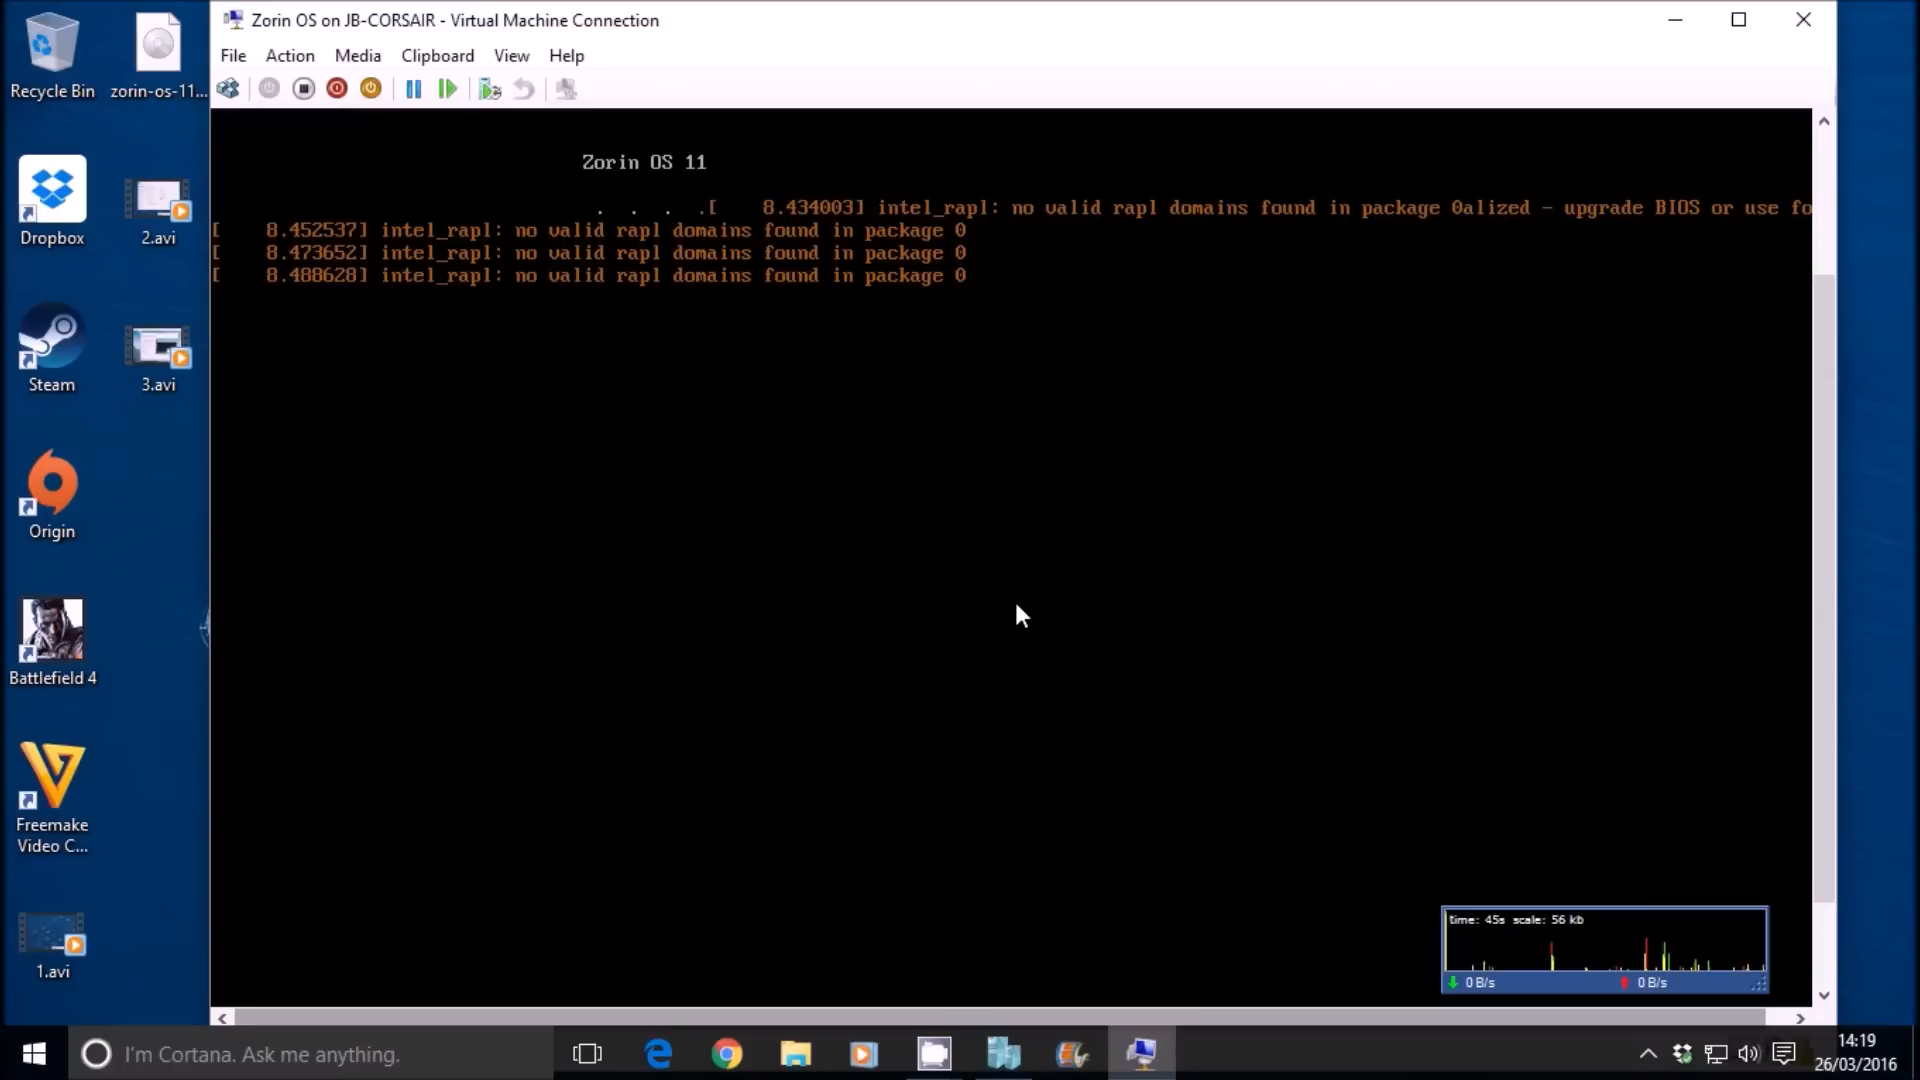 Zorin OS on JB-CORSAIR - Virtual Machine Connection
File Action Media Clipboard View Help
Recycle Bin
zorin-os-11...
Dropbox
2.avi
Steam
3.avi
Origin
Battlefield 4
Freemake
Video C...
1.avi
Zorin OS 11
. . . .[ 8.434003] intel_rapl: no valid rapl domains found in package 0alized - upgrade BIOS or use fo
[ 8.452537] intel_rapl: no valid rapl domains found in package 0
[ 8.473652] intel_rapl: no valid rapl domains found in package 0
[ 8.488628] intel_rapl: no valid rapl domains found in package 0
time: 45s scale: 56 kb
0 B/s 0 B/s
I'm Cortana. Ask me anything.
14:19
26/03/2016